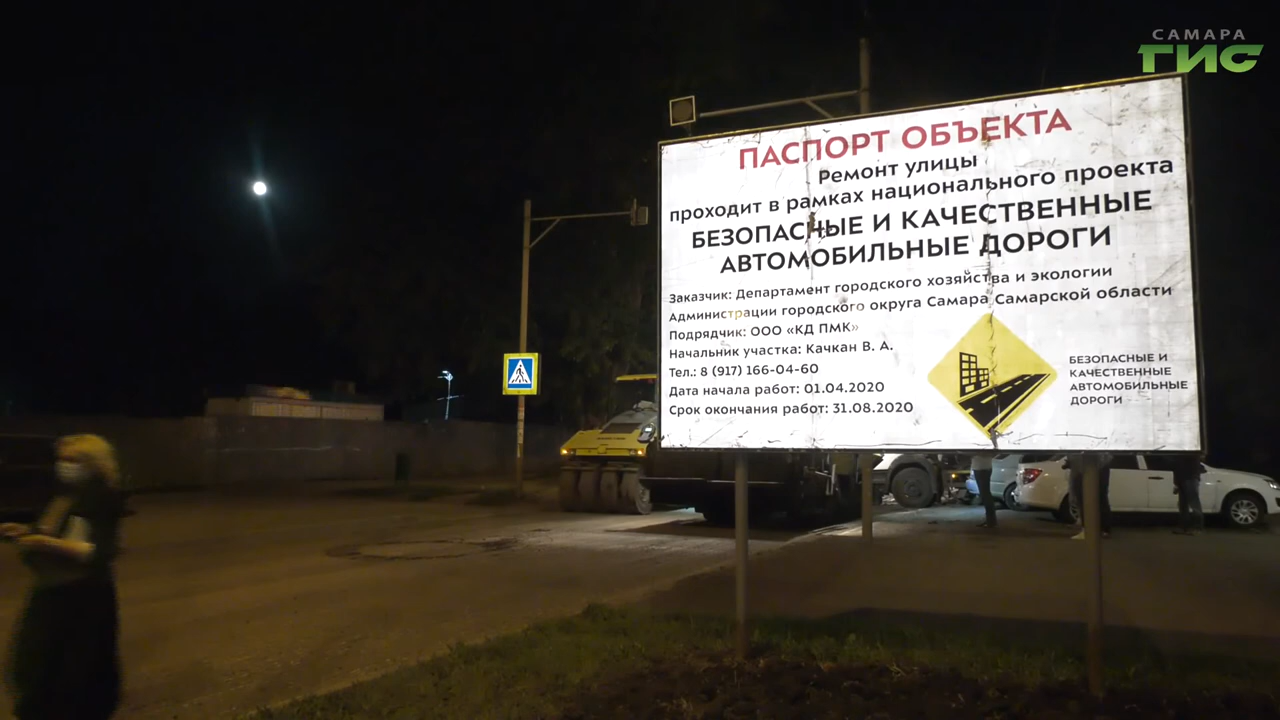 САМАРА
ГИС
ПАСПОРТ ОБЪЕКТА
Ремонт улицы
проходит в рамках национального проекта
БЕЗОПАСНЫЕ И КАЧЕСТВЕННЫЕ
АВТОМОБИЛЬНЫЕ ДОРОГИ
Заказчик: Департамент городского хозяйства и экологии
Администрации городского округа Самара Самарской области
Подрядчик: ООО «КД ПМК»
Начальник участка: Качкан В. А.
Тел.: 8 (917) 166-04-60
Дата начала работ: 01.04.2020
Срок окончания работ: 31.08.2020
БЕЗОПАСНЫЕ И
КАЧЕСТВЕННЫЕ
АВТОМОБИЛЬНЫЕ
ДОРОГИ